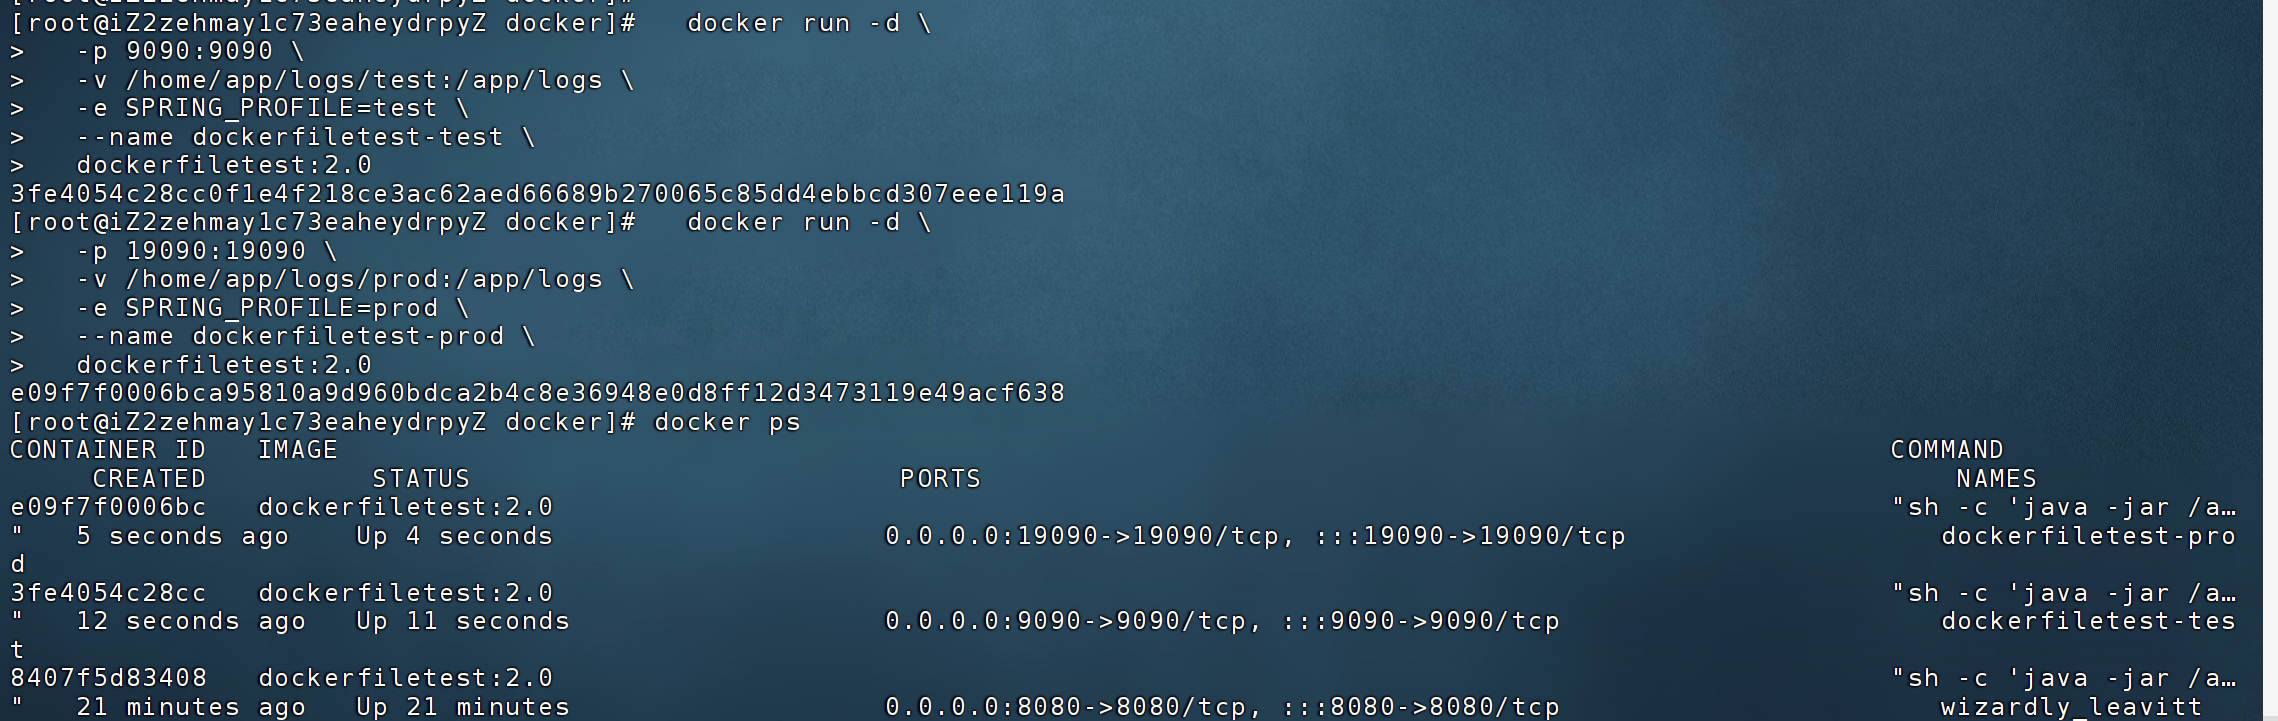 [root@iZ2zehmay1c73eaheydrpyZ docker]#
[root@iZ2zehmay1c73eaheydrpyZ docker]#   docker run -d \
>   -p 9090:9090 \
>   -v /home/app/logs/test:/app/logs \
>   -e SPRING_PROFILE=test \
>   --name dockerfiletest-test \
>   dockerfiletest:2.0
3fe4054c28cc0f1e4f218ce3ac62aed66689b270065c85dd4ebbcd307eee119a
[root@iZ2zehmay1c73eaheydrpyZ docker]#   docker run -d \
>   -p 19090:19090 \
>   -v /home/app/logs/prod:/app/logs \
>   -e SPRING_PROFILE=prod \
>   --name dockerfiletest-prod \
>   dockerfiletest:2.0
e09f7f0006bca95810a9d960bdca2b4c8e36948e0d8ff12d3473119e49acf638
[root@iZ2zehmay1c73eaheydrpyZ docker]# docker ps
CONTAINER ID   IMAGE   COMMAND
CREATED   STATUS   PORTS   NAMES
e09f7f0006bc   dockerfiletest:2.0   "sh -c 'java -jar /a…
"   5 seconds ago    Up 4 seconds   0.0.0.0:19090->19090/tcp, :::19090->19090/tcp   dockerfiletest-pro
d
3fe4054c28cc   dockerfiletest:2.0   "sh -c 'java -jar /a…
"   12 seconds ago   Up 11 seconds   0.0.0.0:9090->9090/tcp, :::9090->9090/tcp   dockerfiletest-tes
t
8407f5d83408   dockerfiletest:2.0   "sh -c 'java -jar /a…
"   21 minutes ago   Up 21 minutes   0.0.0.0:8080->8080/tcp, :::8080->8080/tcp   wizardly_leavitt